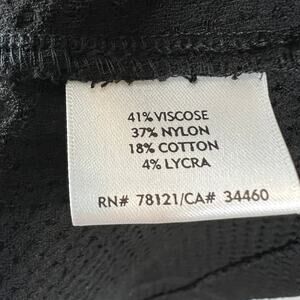 41% VISCOSE
37% NYLON
18% COTTON
4% LYCRA
RN# 78121/CA# 34460